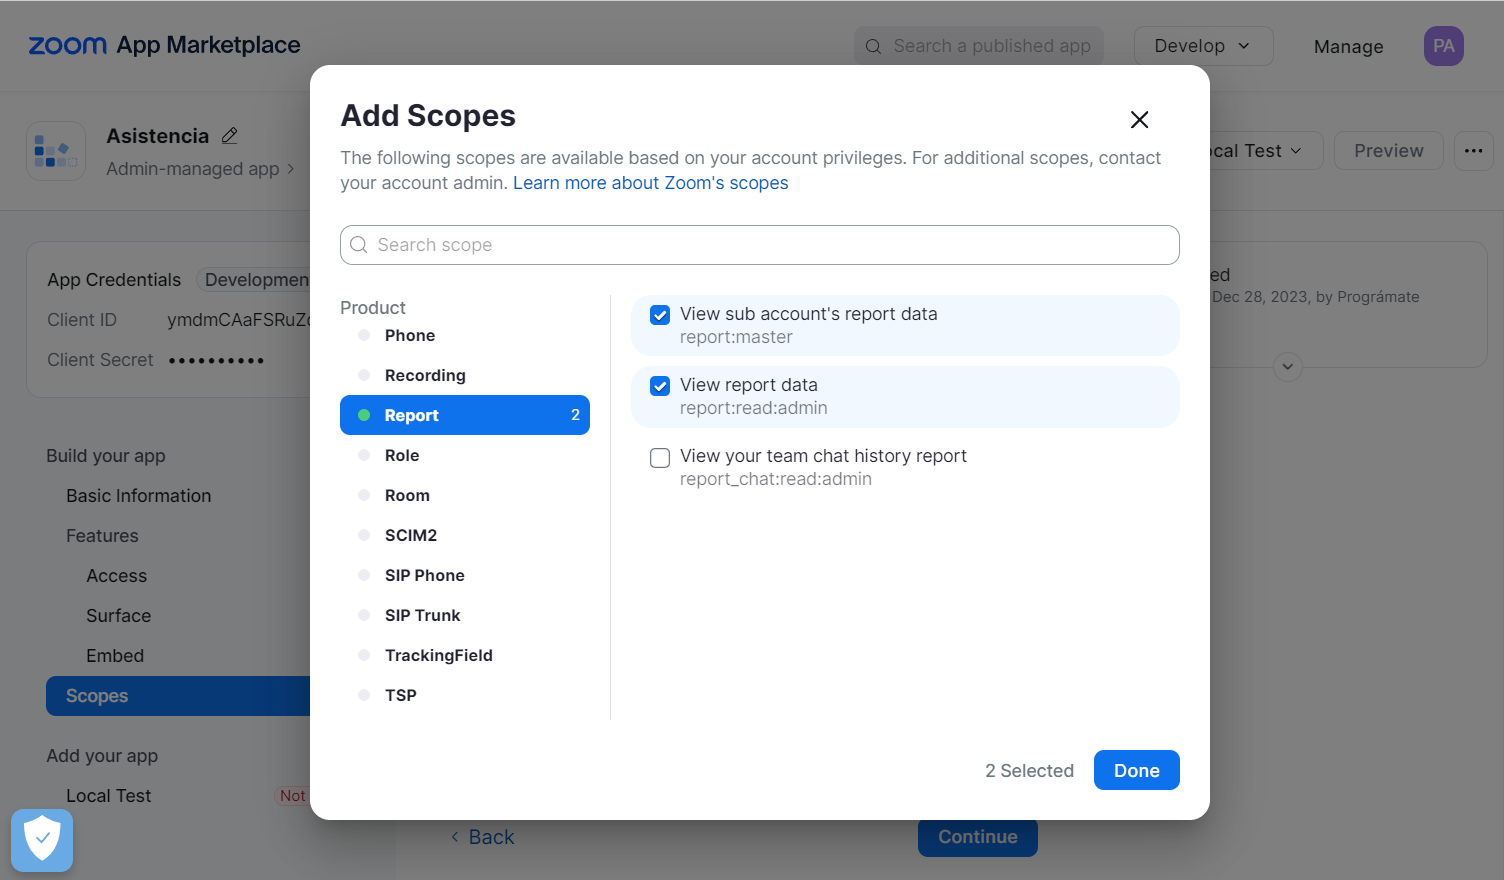 zoom App Marketplace
Search a published app
Develop
Manage
PA
Asistencia
Admin-managed app
Local Test
Preview
App Credentials
Client ID
Client Secret
Dec 28, 2023, by Prográmate
Build your app
Basic Information
Features
Access
Surface
Embed
Scopes
Add your app
Local Test
Not
Add Scopes
The following scopes are available based on your account privileges. For additional scopes, contact
your account admin. Learn more about Zoom's scopes
Search scope
Product
Phone
Recording
Report 2
Role
Room
SCIM2
SIP Phone
SIP Trunk
TrackingField
TSP
View sub account's report data
report:master
View report data
report:read:admin
View your team chat history report
report_chat:read:admin
2 Selected
Done
Back
Continue